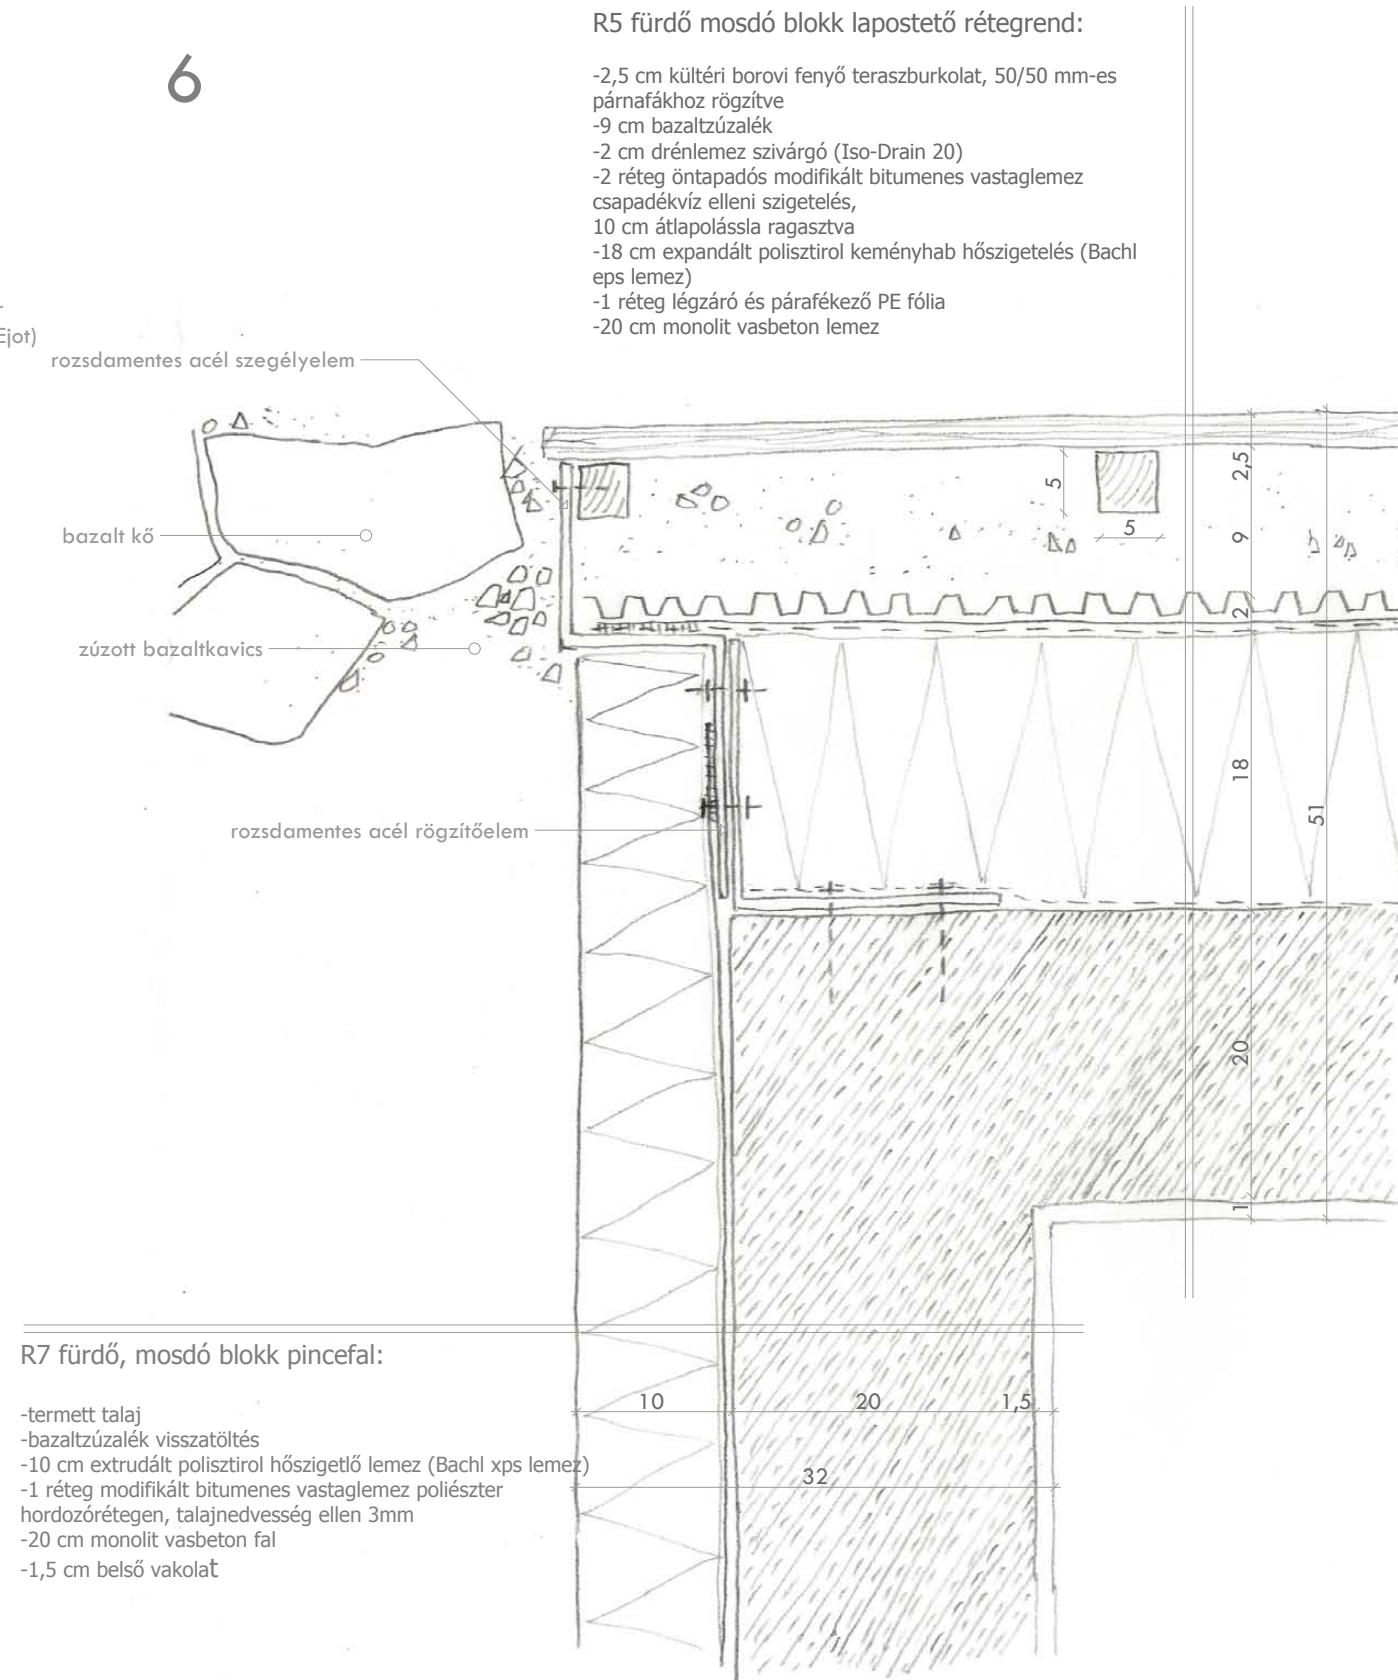 6
R5 fürdő mosdó blokk lapostető rétegrend:
-2,5 cm kültéri borovi fenyő teraszburkolat, 50/50 mm-es
párnafákhoz rögzítve
-9 cm bazaltzúzalék
-2 cm drénlemez szivárgó (Iso-Drain 20)
-2 réteg öntapadós modifikált bitumenes vastaglemez
csapadékvíz elleni szigetelés,
10 cm átlapolássla ragasztva
-18 cm expandált polisztirol keményhab hőszigetelés (Bachl
eps lemez)
-1 réteg légzáró és párafékező PE fólia
-20 cm monolit vasbeton lemez
Ejot)
rozsdamentes acél szegélyelem
bazalt kő
zúzott bazaltkavics
rozsdamentes acél rögzítőelem
5
5
2,5
9
2
18
51
20
1
R7 fürdő, mosdó blokk pincefal:
-termett talaj
-bazaltzúzalék visszatöltés
-10 cm extrudált polisztirol hőszigetlő lemez (Bachl xps lemez)
-1 réteg modifikált bitumenes vastaglemez poliészter
hordozórétegen, talajnedvesség ellen 3mm
-20 cm monolit vasbeton fal
-1,5 cm belső vakolat
10
20
1,5
32